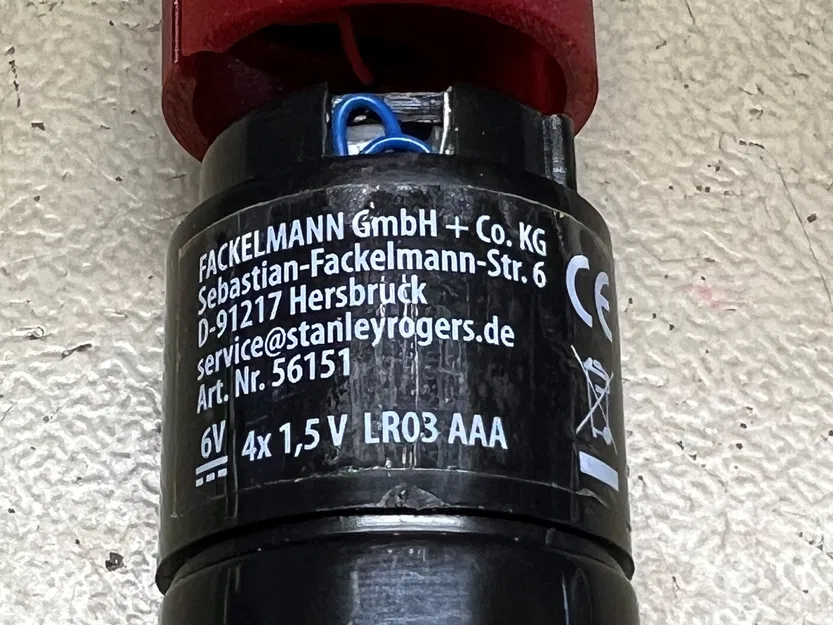 FACKELMANN GmbH + Co. KG
Sebastian-Fackelmann-Str. 6
D-91217 Hersbruck
service@stanleyrogers.de
Art. Nr. 56151
6V 4x 1,5 V LR03 AAA
CE